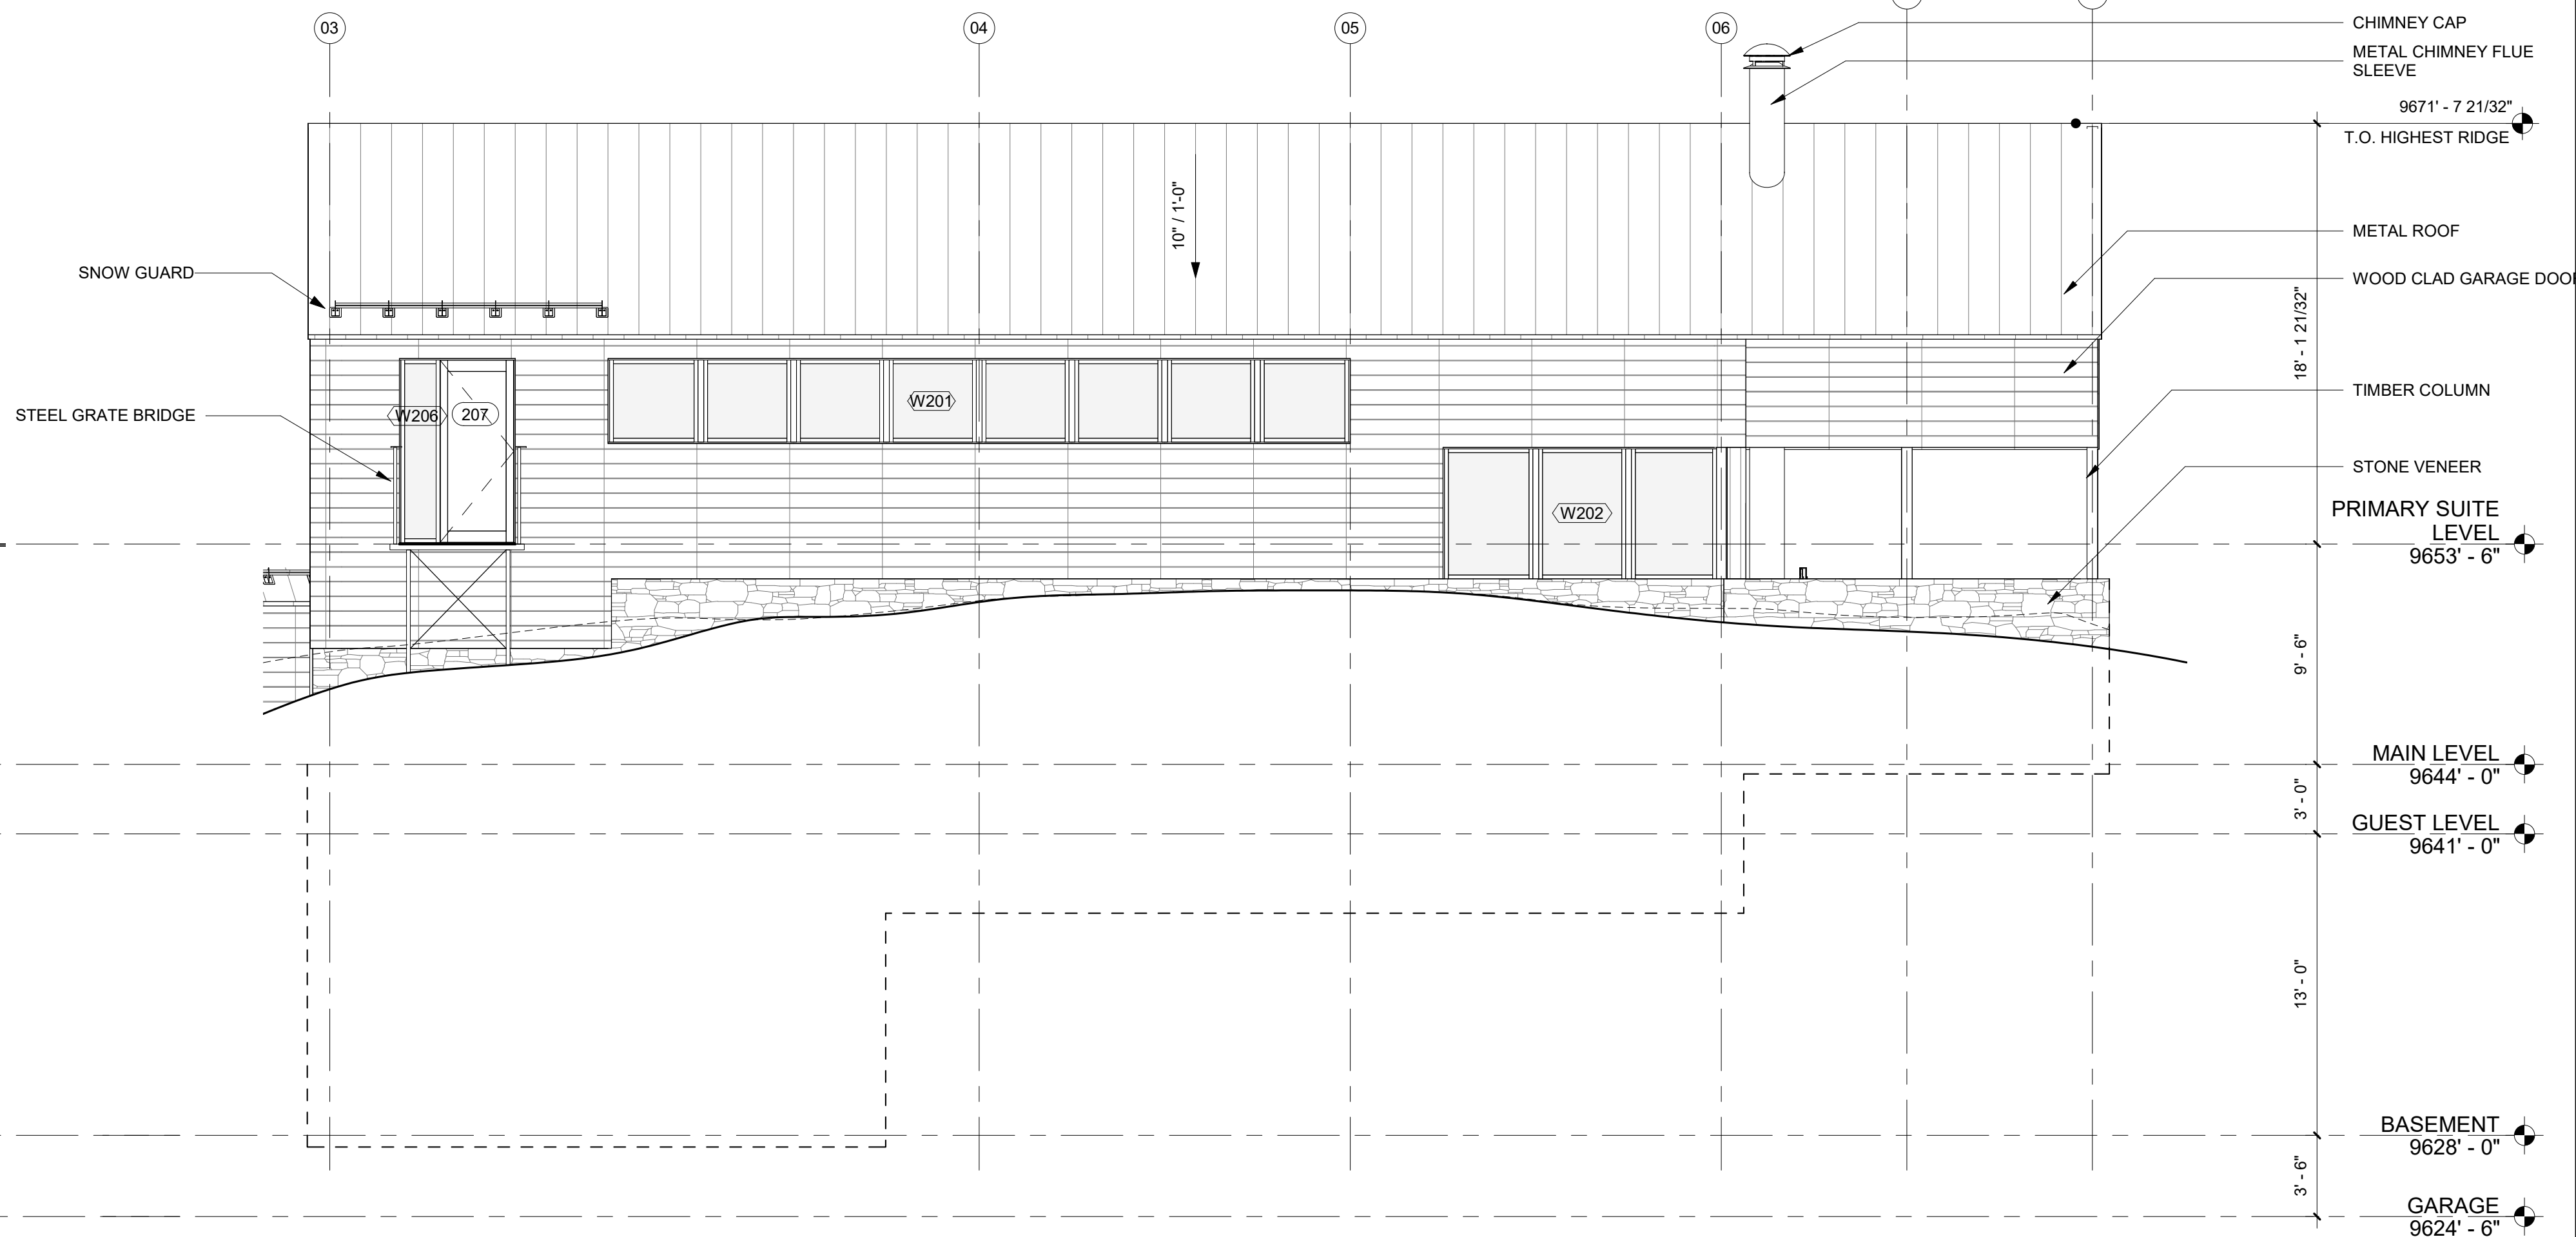 03
04
05
06
CHIMNEY CAP
METAL CHIMNEY FLUE
SLEEVE
9671' - 7 21/32"
T.O. HIGHEST RIDGE
10" / 1'-0"
METAL ROOF
SNOW GUARD
WOOD CLAD GARAGE DOOR
18' - 1 21/32"
TIMBER COLUMN
W201
STEEL GRATE BRIDGE
W206
207
STONE VENEER
W202
PRIMARY SUITE
LEVEL
9653' - 6"
9' - 6"
MAIN LEVEL
9644' - 0"
3' - 0"
GUEST LEVEL
9641' - 0"
13' - 0"
BASEMENT
9628' - 0"
3' - 6"
GARAGE
9624' - 6"